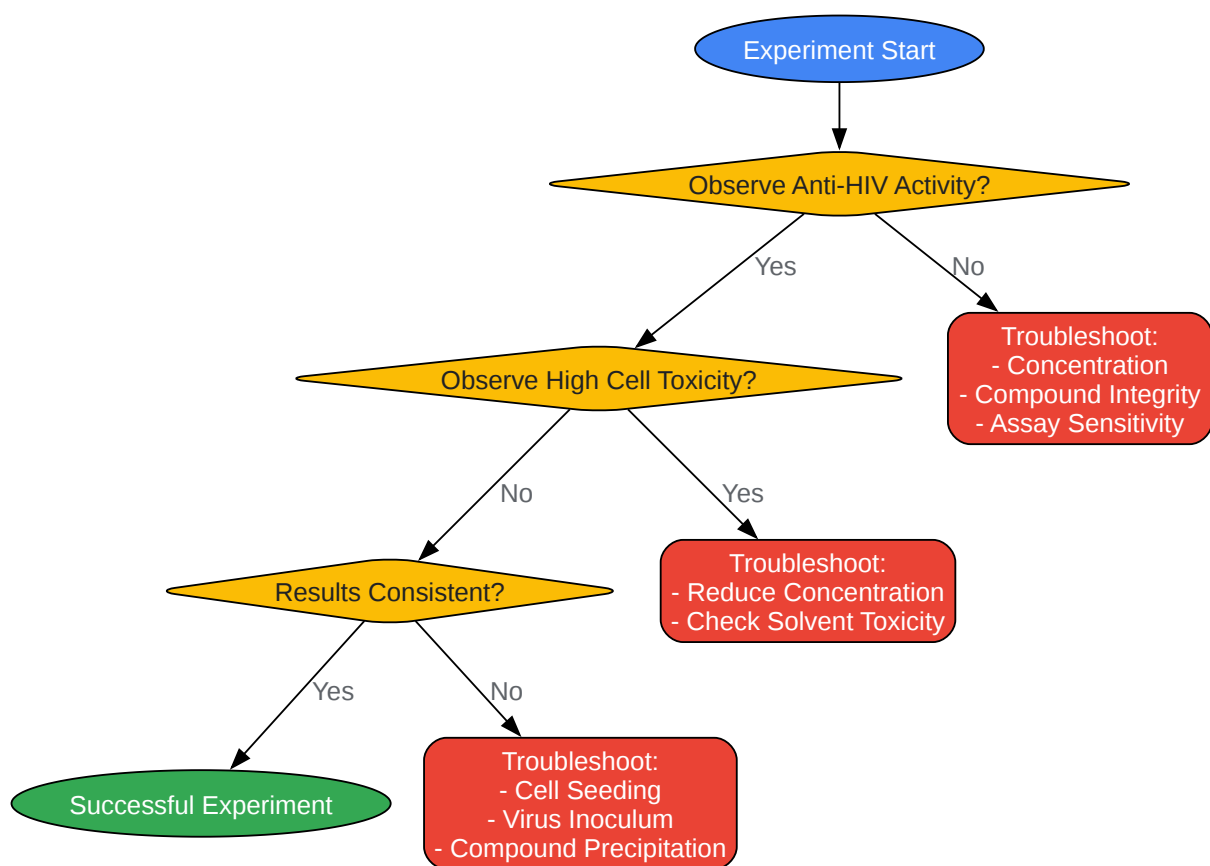 Experiment Start
Observe Anti-HIV Activity?
Yes
No
Troubleshoot:
- Concentration
- Compound Integrity
- Assay Sensitivity
Observe High Cell Toxicity?
No
Yes
Troubleshoot:
- Reduce Concentration
- Check Solvent Toxicity
Results Consistent?
Yes
No
Successful Experiment
Troubleshoot:
- Cell Seeding
- Virus Inoculum
- Compound Precipitation